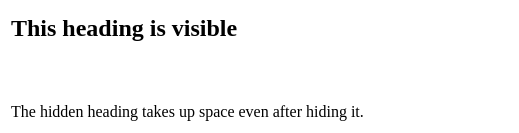 This heading is visible
The hidden heading takes up space even after hiding it.